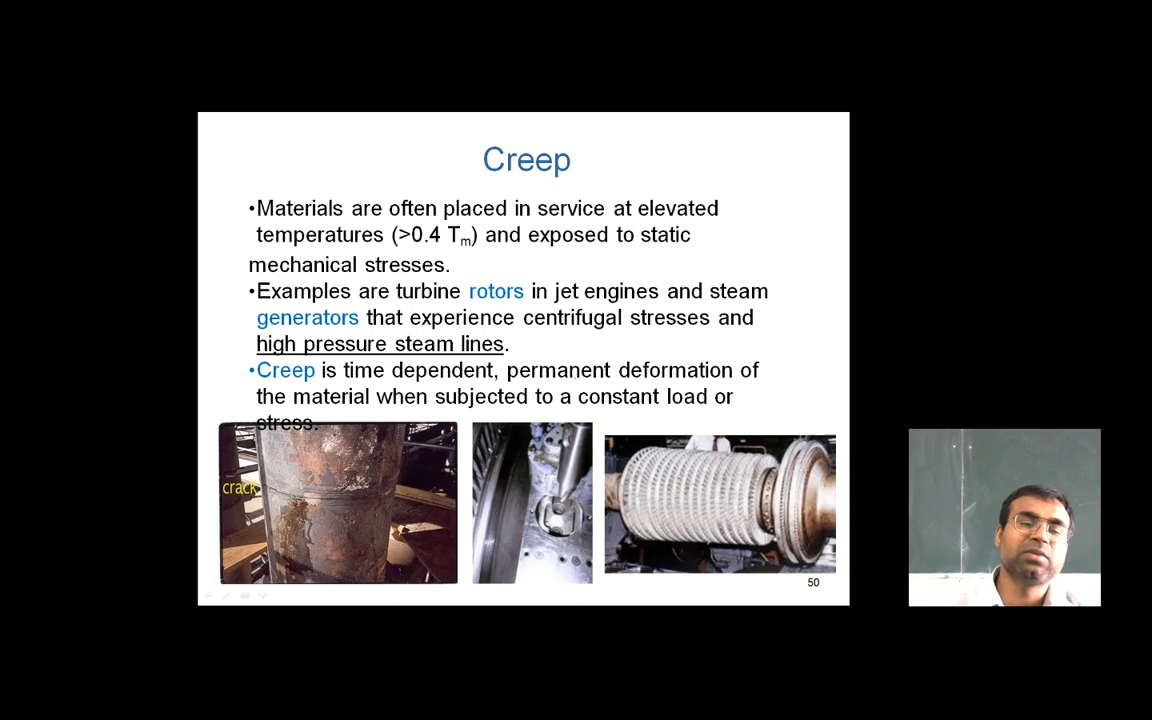 Creep
•Materials are often placed in service at elevated
temperatures (>0.4 Tm) and exposed to static
mechanical stresses.
•Examples are turbine rotors in jet engines and steam
generators that experience centrifugal stresses and
high pressure steam lines.
•Creep is time dependent, permanent deformation of
the material when subjected to a constant load or
stress.
crack
50